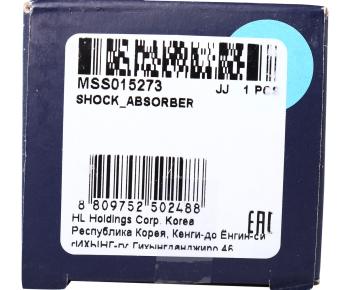 MSS015273 JJ 1 PCS
SHOCK_ABSORBER
8 809752 502488
HL Holdings Corp. Korea
Республика Корея, Кенги-до Ёнгин-си
EAC